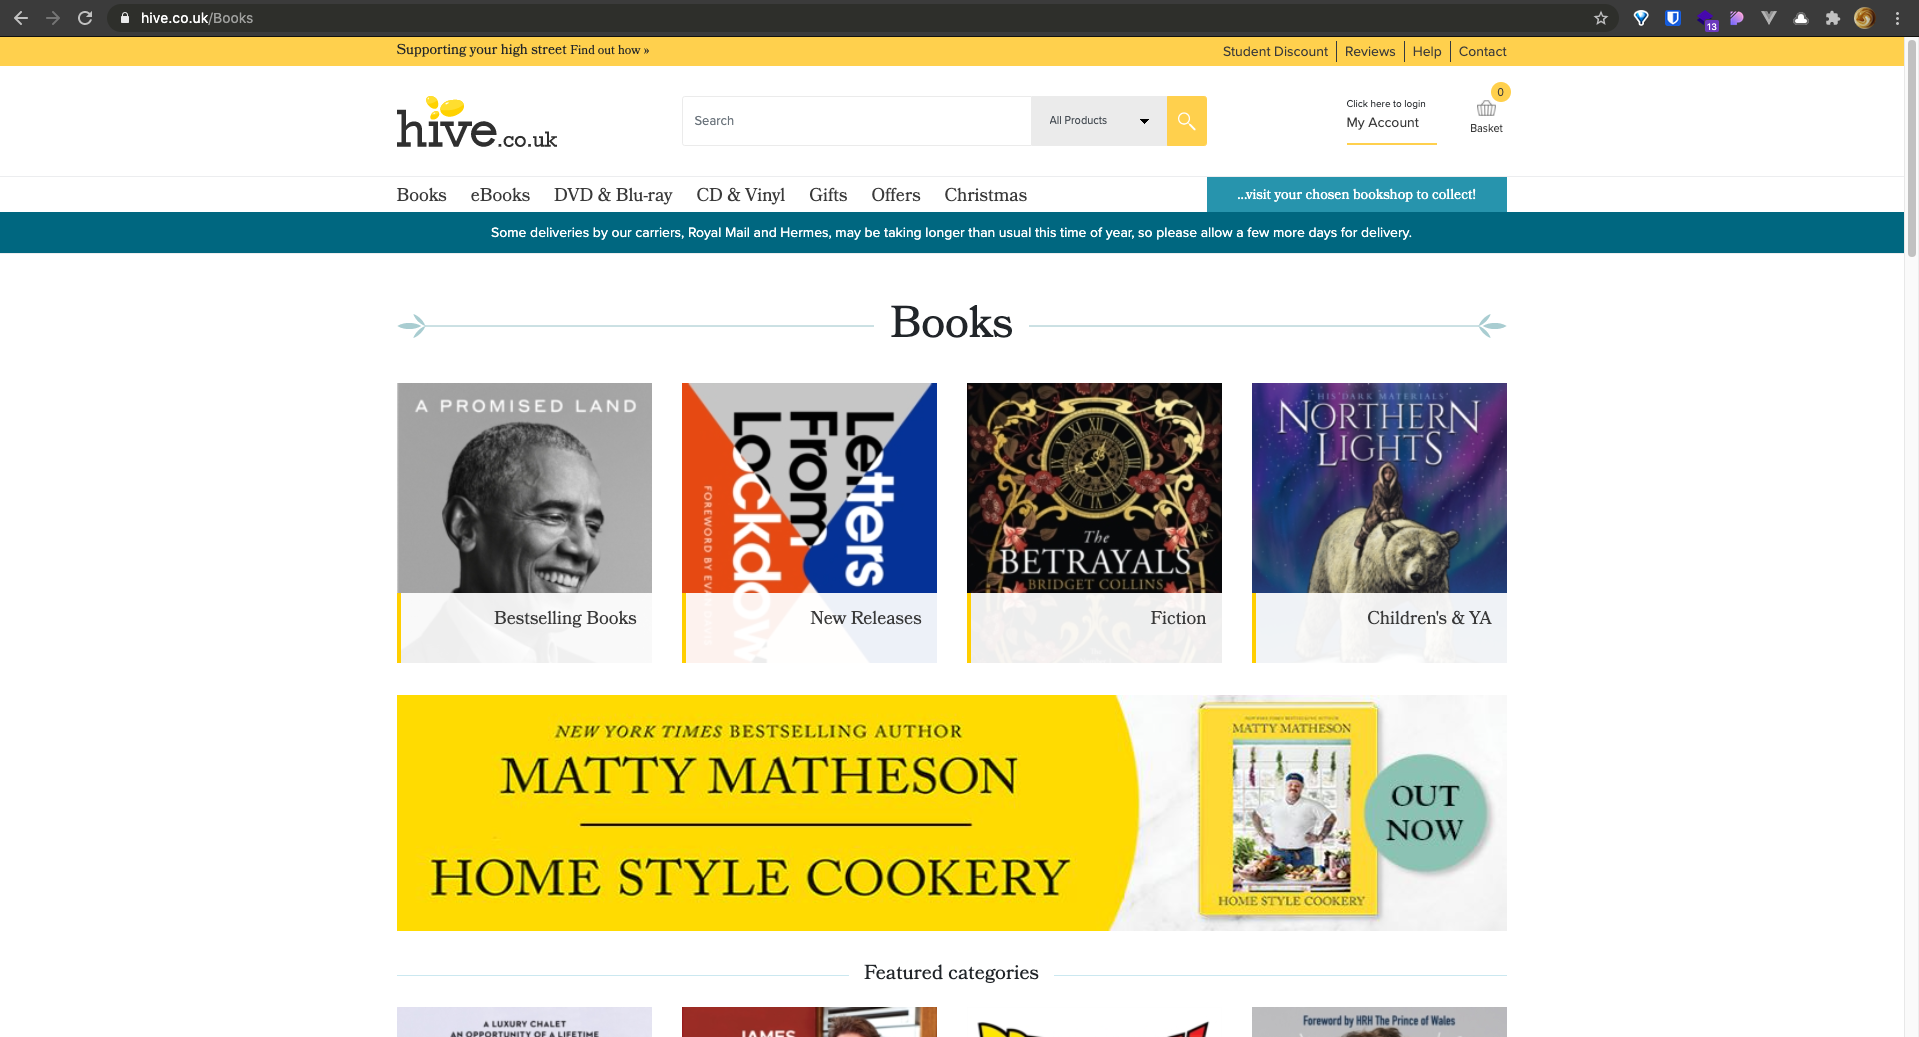 hive.co.uk/Books
13
Supporting your high street Find out how »
Student Discount
Reviews
Help
Contact
hive.co.uk
Search
All Products
Click here to login
My Account
0
Basket
Books
eBooks
DVD & Blu-ray
CD & Vinyl
Gifts
Offers
Christmas
...visit your chosen bookshop to collect!
Some deliveries by our carriers, Royal Mail and Hermes, may be taking longer than usual this time of year, so please allow a few more days for delivery.
Books
A PROMISED LAND
Bestselling Books
Letters
From
Lockdow
FOREWORD BY
New Releases
The
BETRAYALS
BRIDGET COLLINS
Fiction
HIS DARK MATERIALS
NORTHERN
LIGHTS
Children's & YA
NEW YORK TIMES BESTSELLING AUTHOR
MATTY MATHESON
HOME STYLE COOKERY
MATTY MATHESON
HOME STYLE COOKERY
OUT
NOW
Featured categories
A LUXURY CHALET
AN OPPORTUNITY OF A LIFETIME
JAMES
Foreword by HRH The Prince of Wales